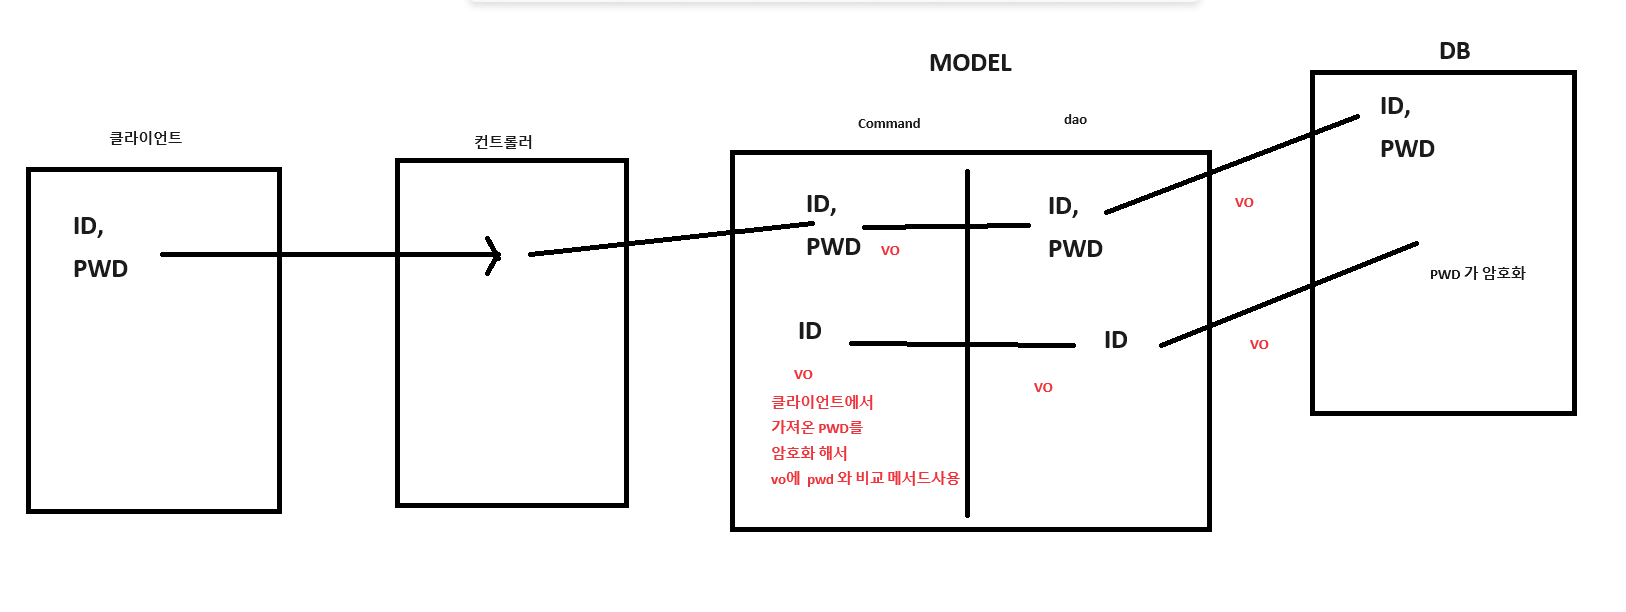 MODEL
DB
클라이언트
컨트롤러
Command
dao
ID,
PWD
ID,
PWD
VO
ID,
PWD
VO
ID,
PWD
ID
VO
클라이언트에서
가져온 PWD를
암호화 해서
vo에 pwd 와 비교 메서드사용
ID
VO
VO
PWD 가 암호화